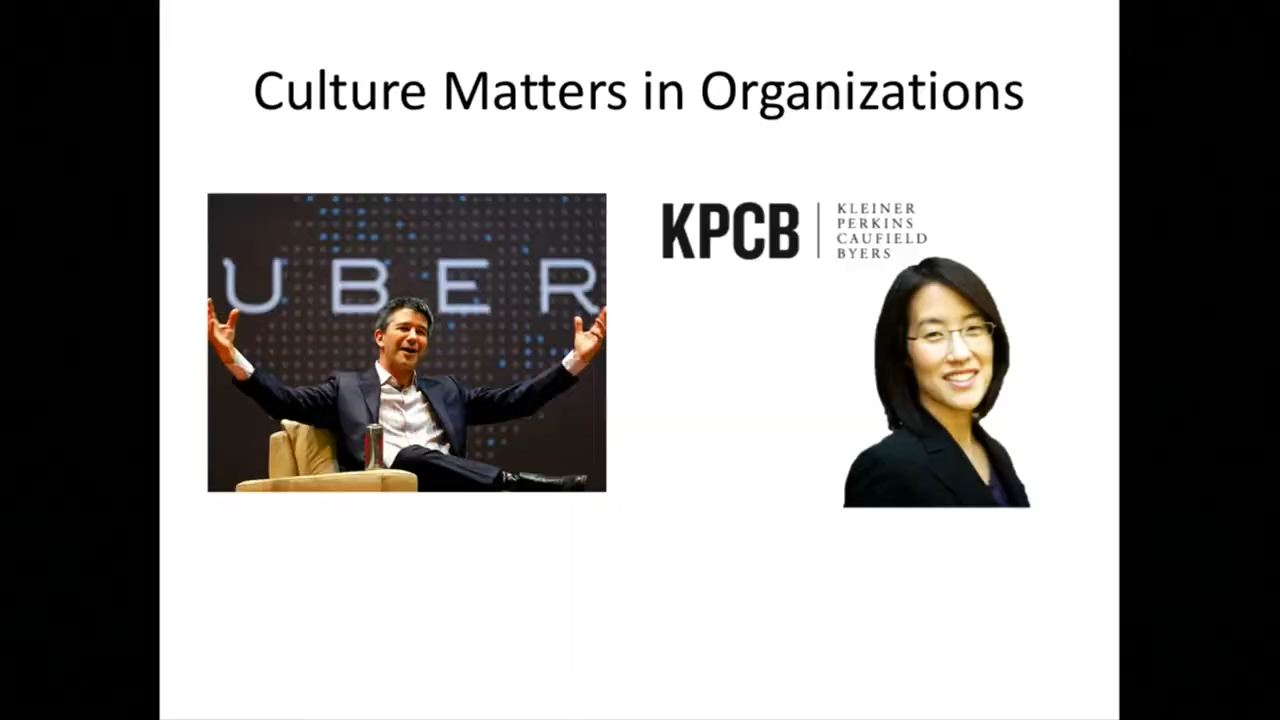 Culture Matters in Organizations
UBER
KPCB
KLEINER
PERKINS
CAUFIELD
BYERS